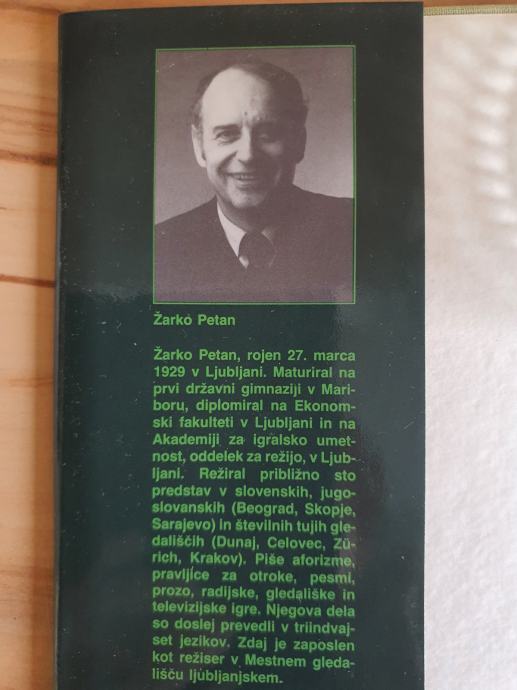 Žarko Petan
Žarko Petan, rojen 27. marca
1929 v Ljubljani. Maturiral na
prvi državni gimnaziji v Mari-
boru, diplomiral na Ekonom-
ski fakulteti v Ljubljani in na
Akademiji za igralsko umet-
nost, oddelek za režijo, v Ljub-
ljani. Režiral približno sto
predstav v slovenskih, jugo-
slovanskih (Beograd, Skopje,
Sarajevo) in številnih tujih gle-
dališčih (Dunaj, Celovec, Zü-
rich, Krakov). Piše aforizme,
pravljice za otroke, pesmi,
prozo, radijske, gledališke in
televizijske igre. Njegova dela
so doslej prevedli v triindvaj-
set jezikov. Zdaj je zaposlen
kot režiser v Mestnem gleda-
lišču ljubljanskem.